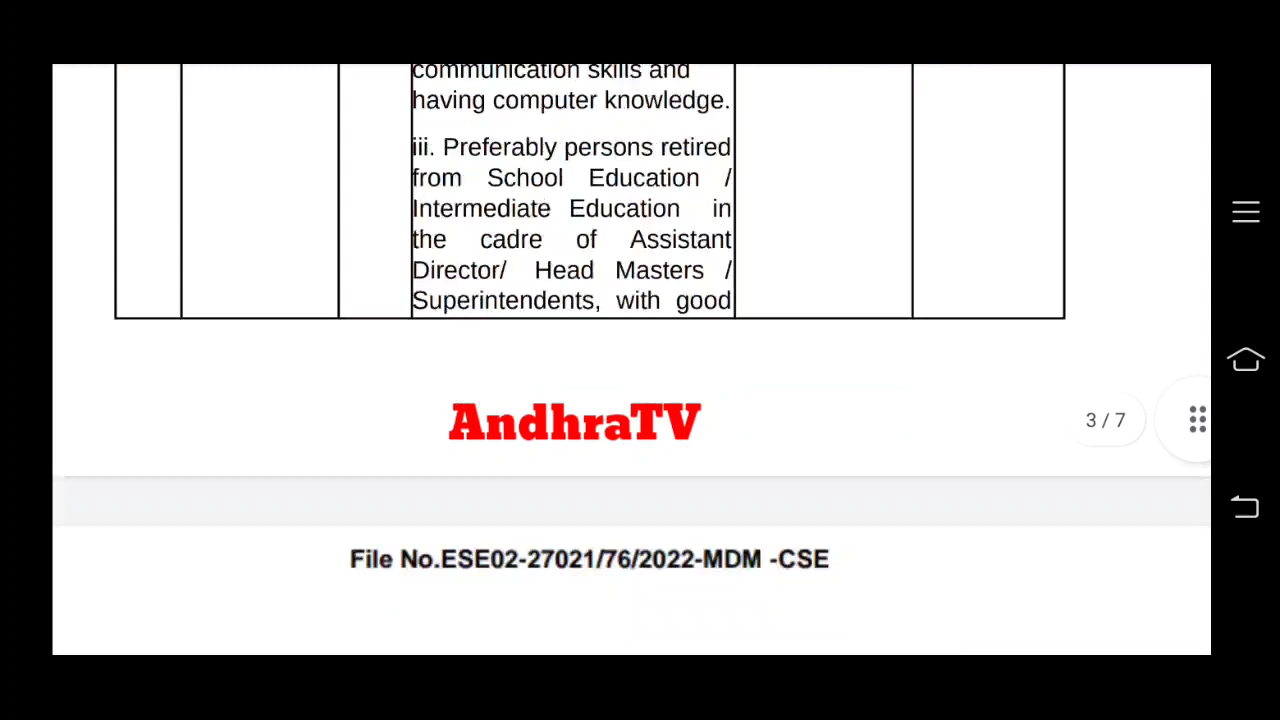 communication skills and
having computer knowledge.
iii. Preferably persons retired
from School Education /
Intermediate Education in
the cadre of Assistant
Director/ Head Masters /
Superintendents, with good
AndhraTV
3 / 7
File No.ESE02-27021/76/2022-MDM -CSE